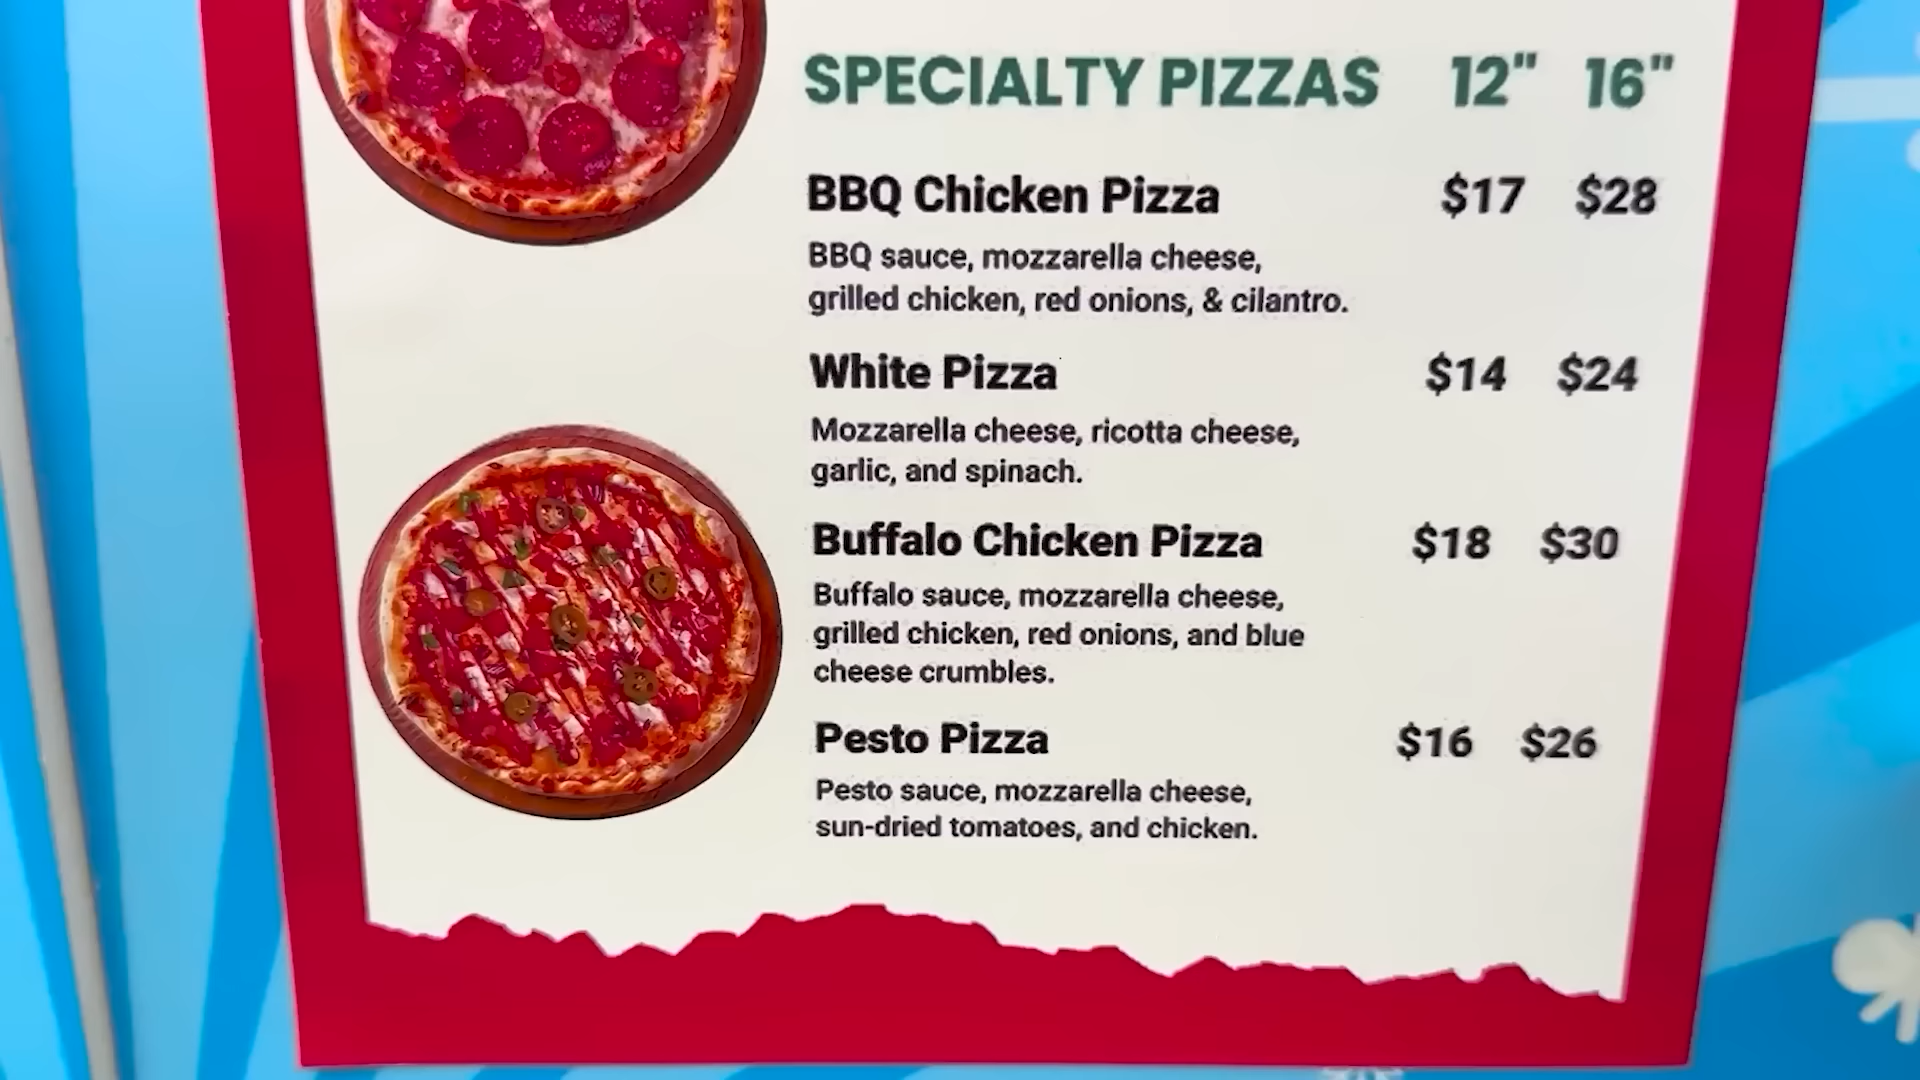 SPECIALTY PIZZAS 12" 16"
BBQ Chicken Pizza $17 $28
BBQ sauce, mozzarella cheese,
grilled chicken, red onions, & cilantro.
White Pizza $14 $24
Mozzarella cheese, ricotta cheese,
garlic, and spinach.
Buffalo Chicken Pizza $18 $30
Buffalo sauce, mozzarella cheese,
grilled chicken, red onions, and blue
cheese crumbles.
Pesto Pizza $16 $26
Pesto sauce, mozzarella cheese,
sun-dried tomatoes, and chicken.